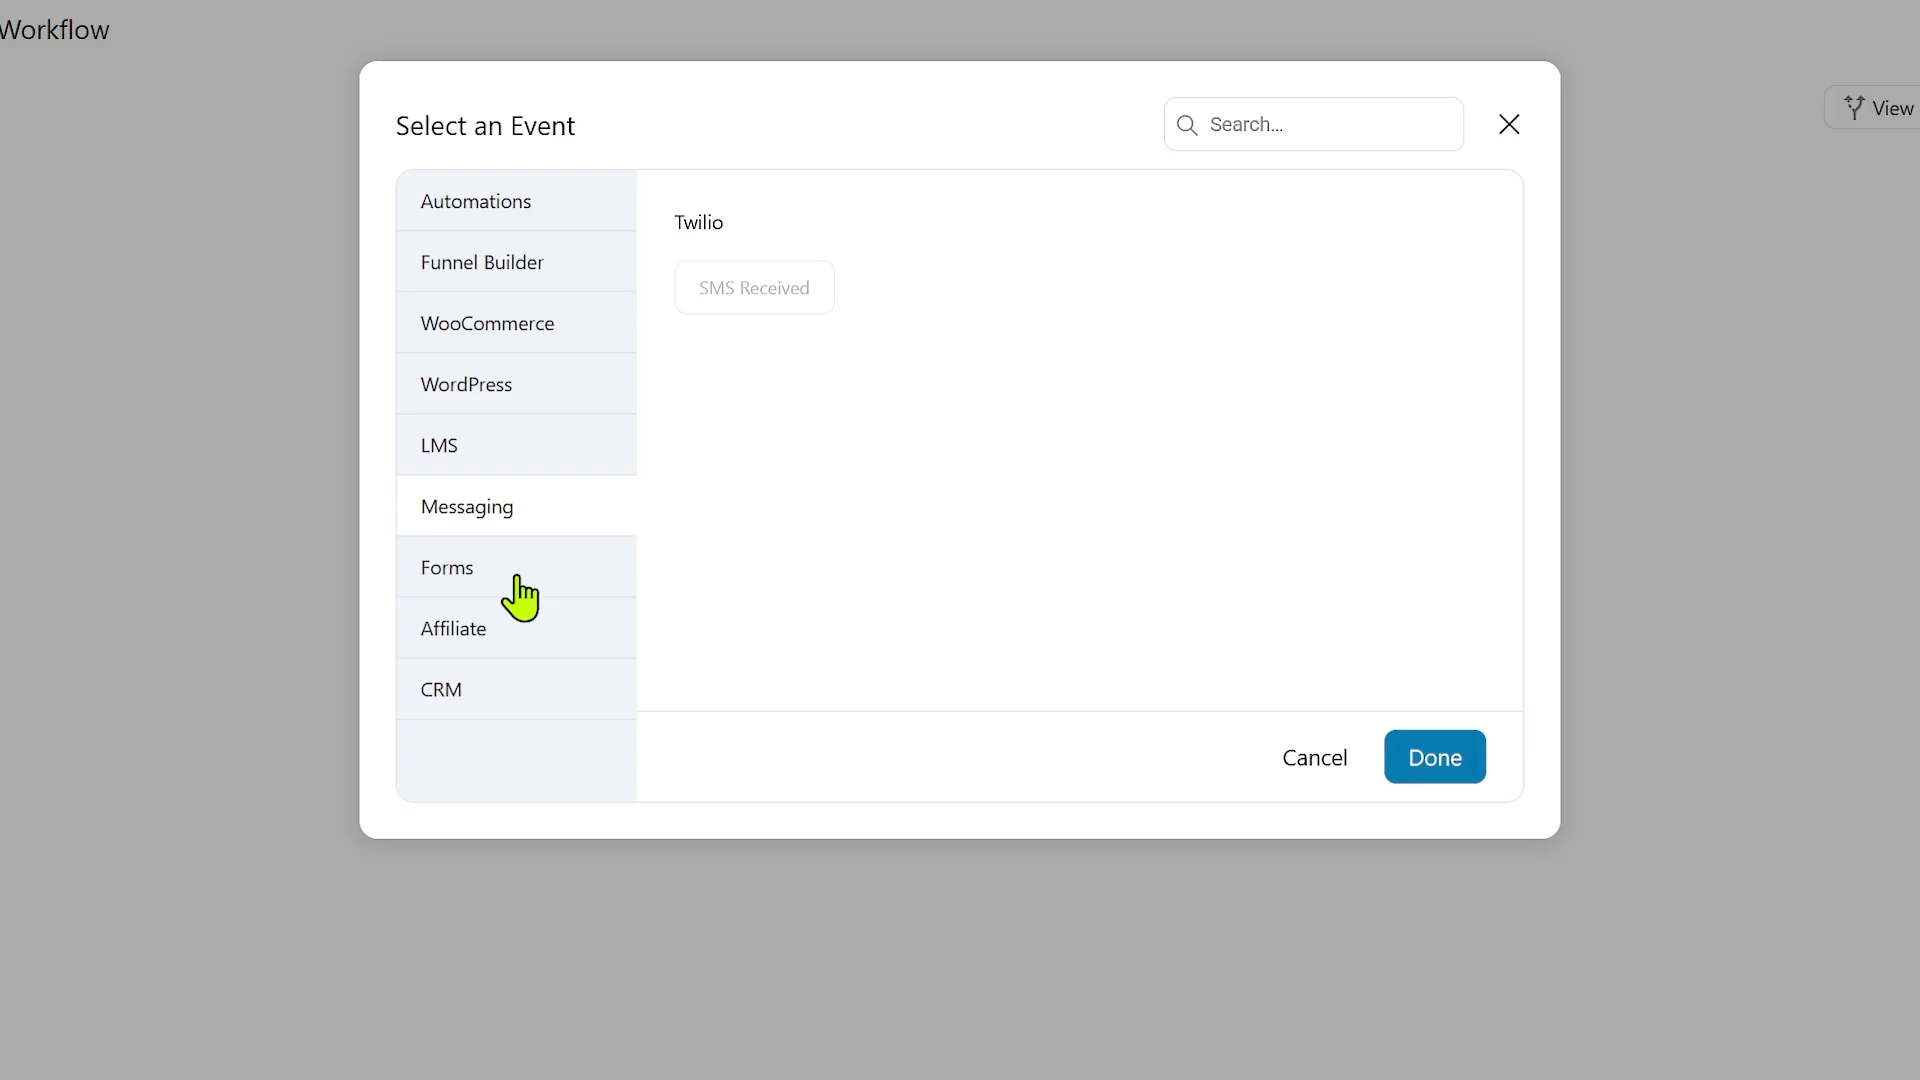 Workflow
Select an Event
Search...
View
Automations
Funnel Builder
WooCommerce
WordPress
LMS
Messaging
Forms
Affiliate
CRM
Twilio
SMS Received
Cancel
Done